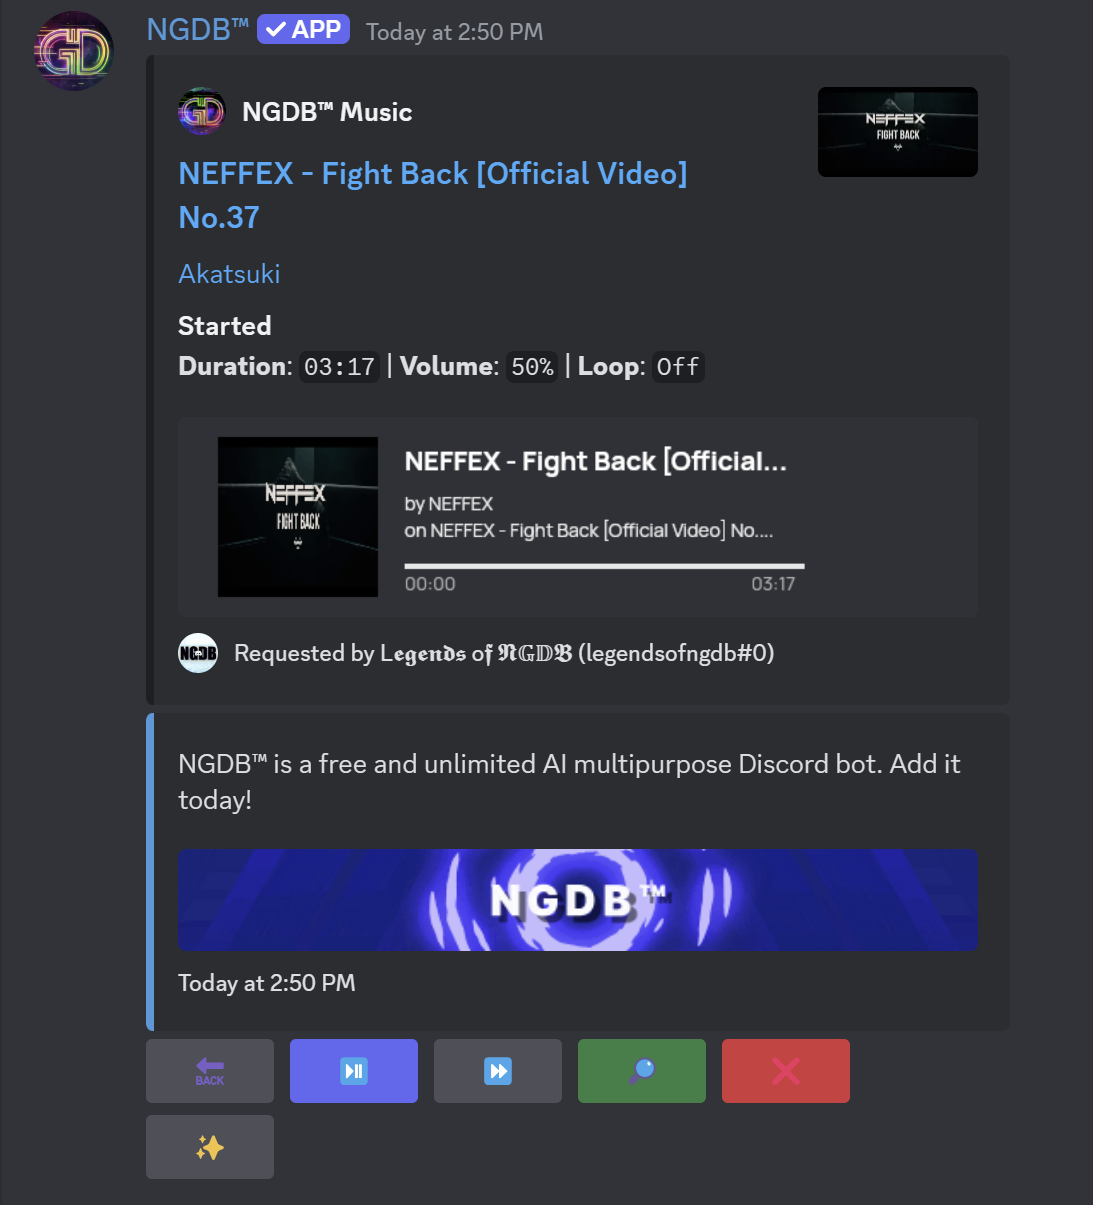 NGDB™ APP Today at 2:50 PM
GD
GD NGDB™ Music
NEFFEX
FIGHT BACK
NEFFEX - Fight Back [Official Video]
No.37
Akatsuki
Started
Duration: 03:17 | Volume: 50% | Loop: Off
NEFFEX
FIGHT BACK
NEFFEX - Fight Back [Official...
by NEFFEX
on NEFFEX - Fight Back [Official Video] No....
00:00 03:17
NGDB Requested by L𝖊𝖌𝖊𝖓𝖉𝖘 o𝖋 𝕹𝔾𝔻𝕭 (legendsofngdb#0)
NGDB™ is a free and unlimited AI multipurpose Discord bot. Add it
today!
NGDB™
Today at 2:50 PM
BACK